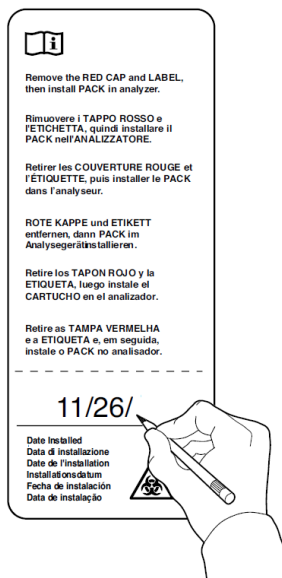 i
Remove the RED CAP and LABEL,
then install PACK in analyzer.
Rimuovere i TAPPO ROSSO e
l'ETICHETTA, quindi installare il
PACK nell'ANALIZZATORE.
Retirer les COUVERTURE ROUGE et
l'ÉTIQUETTE, puis installer le PACK
dans l'analyseur.
ROTE KAPPE und ETIKETT
entfernen, dann PACK im
Analysegerätinstallieren.
Retire los TAPON ROJO y la
ETIQUETA, luego instale el
CARTUCHO en el analizador.
Retire as TAMPA VERMELHA
e a ETIQUETA e, em seguida,
instale o PACK no analisador.
11/26/
Date Installed
Data di installazione
Date de l'installation
Installationsdatum
Fecha de instalación
Data de instalação